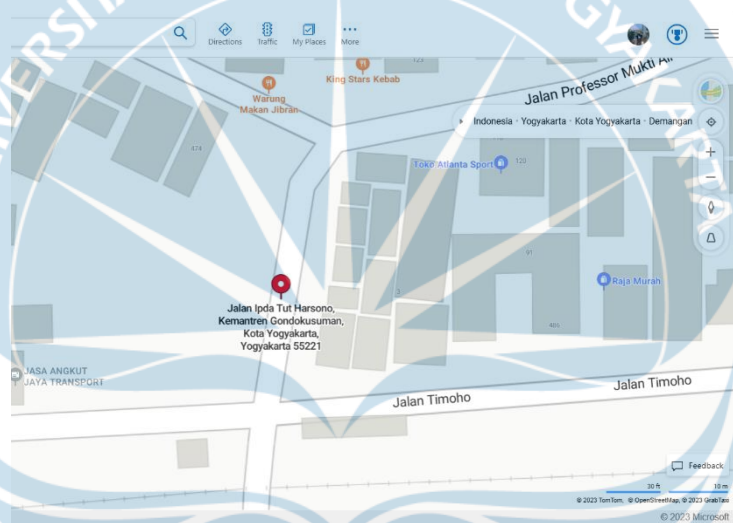 Directions
Traffic
My Places
More
123
King Stars Kebab
Warung
Makan Jibran
Jalan Professor Mukti Ali
Indonesia · Yogyakarta · Kota Yogyakarta · Demangan
474
Toko Atlanta Sport
120
91
Raja Murah
3
Jalan Ipda Tut Harsono,
Kemantren Gondokusuman,
Kota Yogyakarta,
Yogyakarta 55221
JASA ANGKUT
JAYA TRANSPORT
Jalan Timoho
Jalan Timoho
Feedback
30 ft
10 m
© 2023 TomTom, © OpenStreetMap, © 2023 GrabTaxi
© 2023 Microsoft